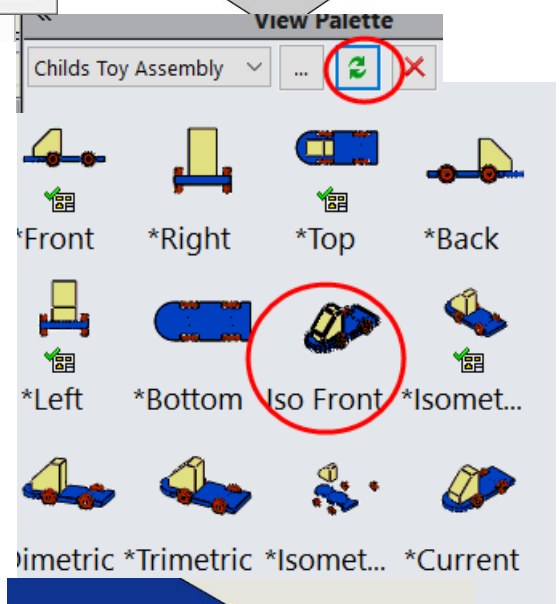 View Palette
Childs Toy Assembly ...
*Front *Right *Top *Back
*Left *Bottom Iso Front *Isomet...
Dimetric *Trimetric *Isomet... *Current